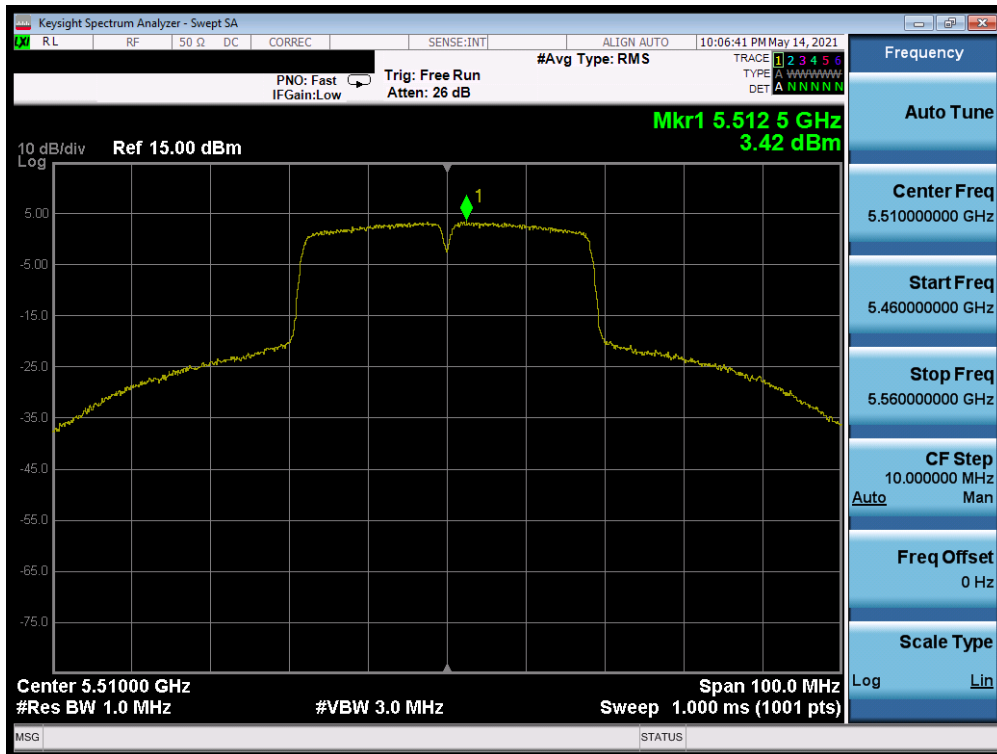 Keysight Spectrum Analyzer - Swept SA
LXI RL RF 50 Ω DC CORREC SENSE:INT ALIGN AUTO 10:06:41 PM May 14, 2021
#Avg Type: RMS TRACE 1 2 3 4 5 6
PNO: Fast Trig: Free Run TYPE A WWWWW
IFGain:Low Atten: 26 dB DET A N N N N N
Mkr1 5.512 5 GHz
3.42 dBm
10 dB/div Ref 15.00 dBm
Log
1
5.00
-5.00
-15.0
-25.0
-35.0
-45.0
-55.0
-65.0
-75.0
Center 5.51000 GHz Span 100.0 MHz
#Res BW 1.0 MHz #VBW 3.0 MHz Sweep 1.000 ms (1001 pts)
MSG STATUS
Frequency
Auto Tune
Center Freq
5.510000000 GHz
Start Freq
5.460000000 GHz
Stop Freq
5.560000000 GHz
CF Step
10.000000 MHz
Auto Man
Freq Offset
0 Hz
Scale Type
Log Lin